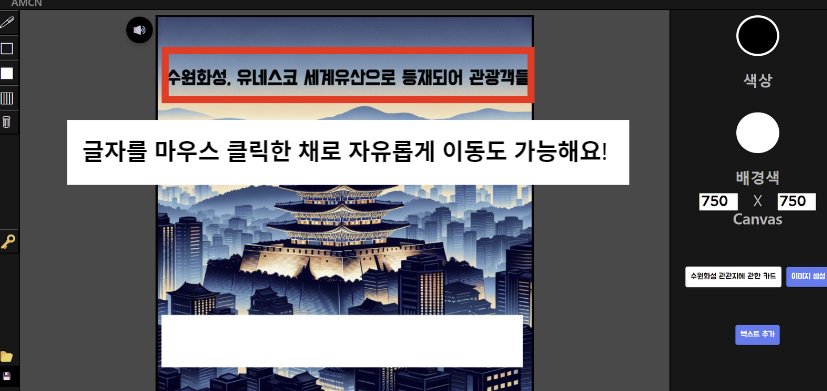 AMCN
수원화성, 유네스코 세계유산으로 등재되어 관광객들
글자를 마우스 클릭한 채로 자유롭게 이동도 가능해요!
색상
배경색
750 X 750
Canvas
수원화성 관관지에 관한 카드
이미지 생성
텍스트 추가